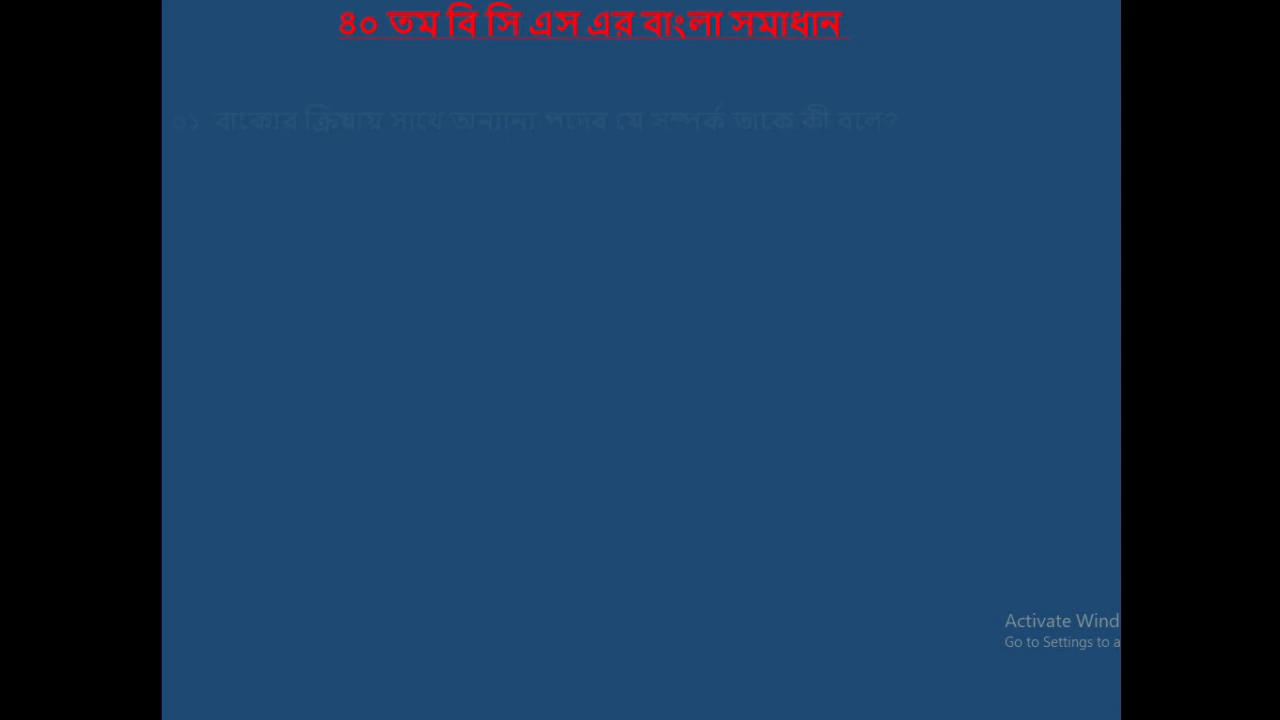 ৪০ তম বি সি এস এর বাংলা সমাধান
০১ বাক্যের ক্রিয়ায় সাথে অন্যান্য পদের যে সম্পর্ক তাকে কী বলে?
Activate Wind
Go to Settings to a